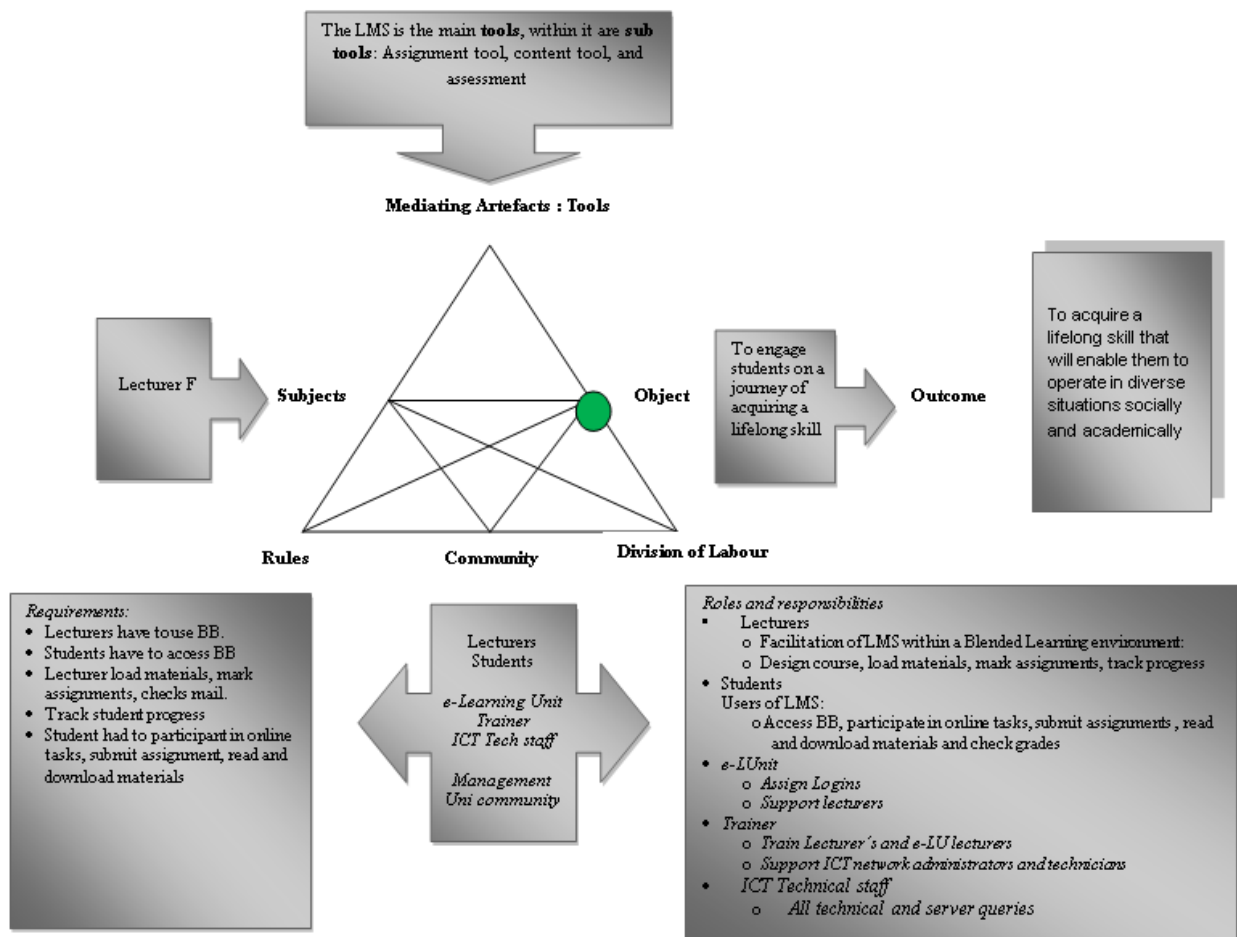 The LMS is the main tools, within it are sub
tools: Assignment tool, content tool, and
assessment
Mediating Artefacts : Tools
Lecturer F
Subjects
Object
To engage
students on a
journey of
acquiring a
lifelong skill
Outcome
To acquire a
lifelong skill that
will enable them to
operate in diverse
situations socially
and academically
Rules
Community
Division of Labour
Requirements:
• Lecturers have to use BB.
• Students have to access BB
• Lecturer load materials, mark
assignments, checks mail.
• Track student progress
• Student had to participant in online
tasks, submit assignment, read and
download materials
Lecturers
Students
e-Learning Unit
Trainer
ICT Tech staff
Management
Uni community
Roles and responsibilities
• Lecturers
o Facilitation of LMS within a Blended Learning environment:
o Design course, load materials, mark assignments, track progress
• Students
Users of LMS:
o Access BB, participate in online tasks, submit assignments , read
and download materials and check grades
• e-LUnit
o Assign Logins
o Support lecturers
• Trainer
o Train Lecturer´s and e-LU lecturers
o Support ICT network administrators and technicians
• ICT Technical staff
o All technical and server queries